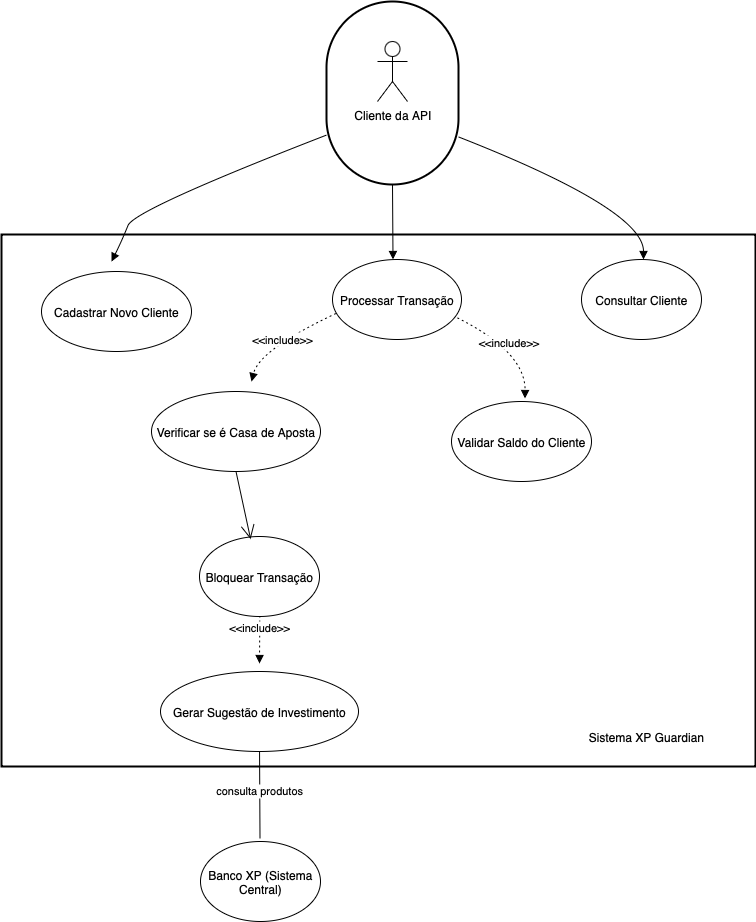 Cliente da API
Cadastrar Novo Cliente
Processar Transação
Consultar Cliente
<<include>>
<<include>>
Verificar se é Casa de Aposta
Validar Saldo do Cliente
Bloquear Transação
<<include>>
Gerar Sugestão de Investimento
Sistema XP Guardian
consulta produtos
Banco XP (Sistema
Central)